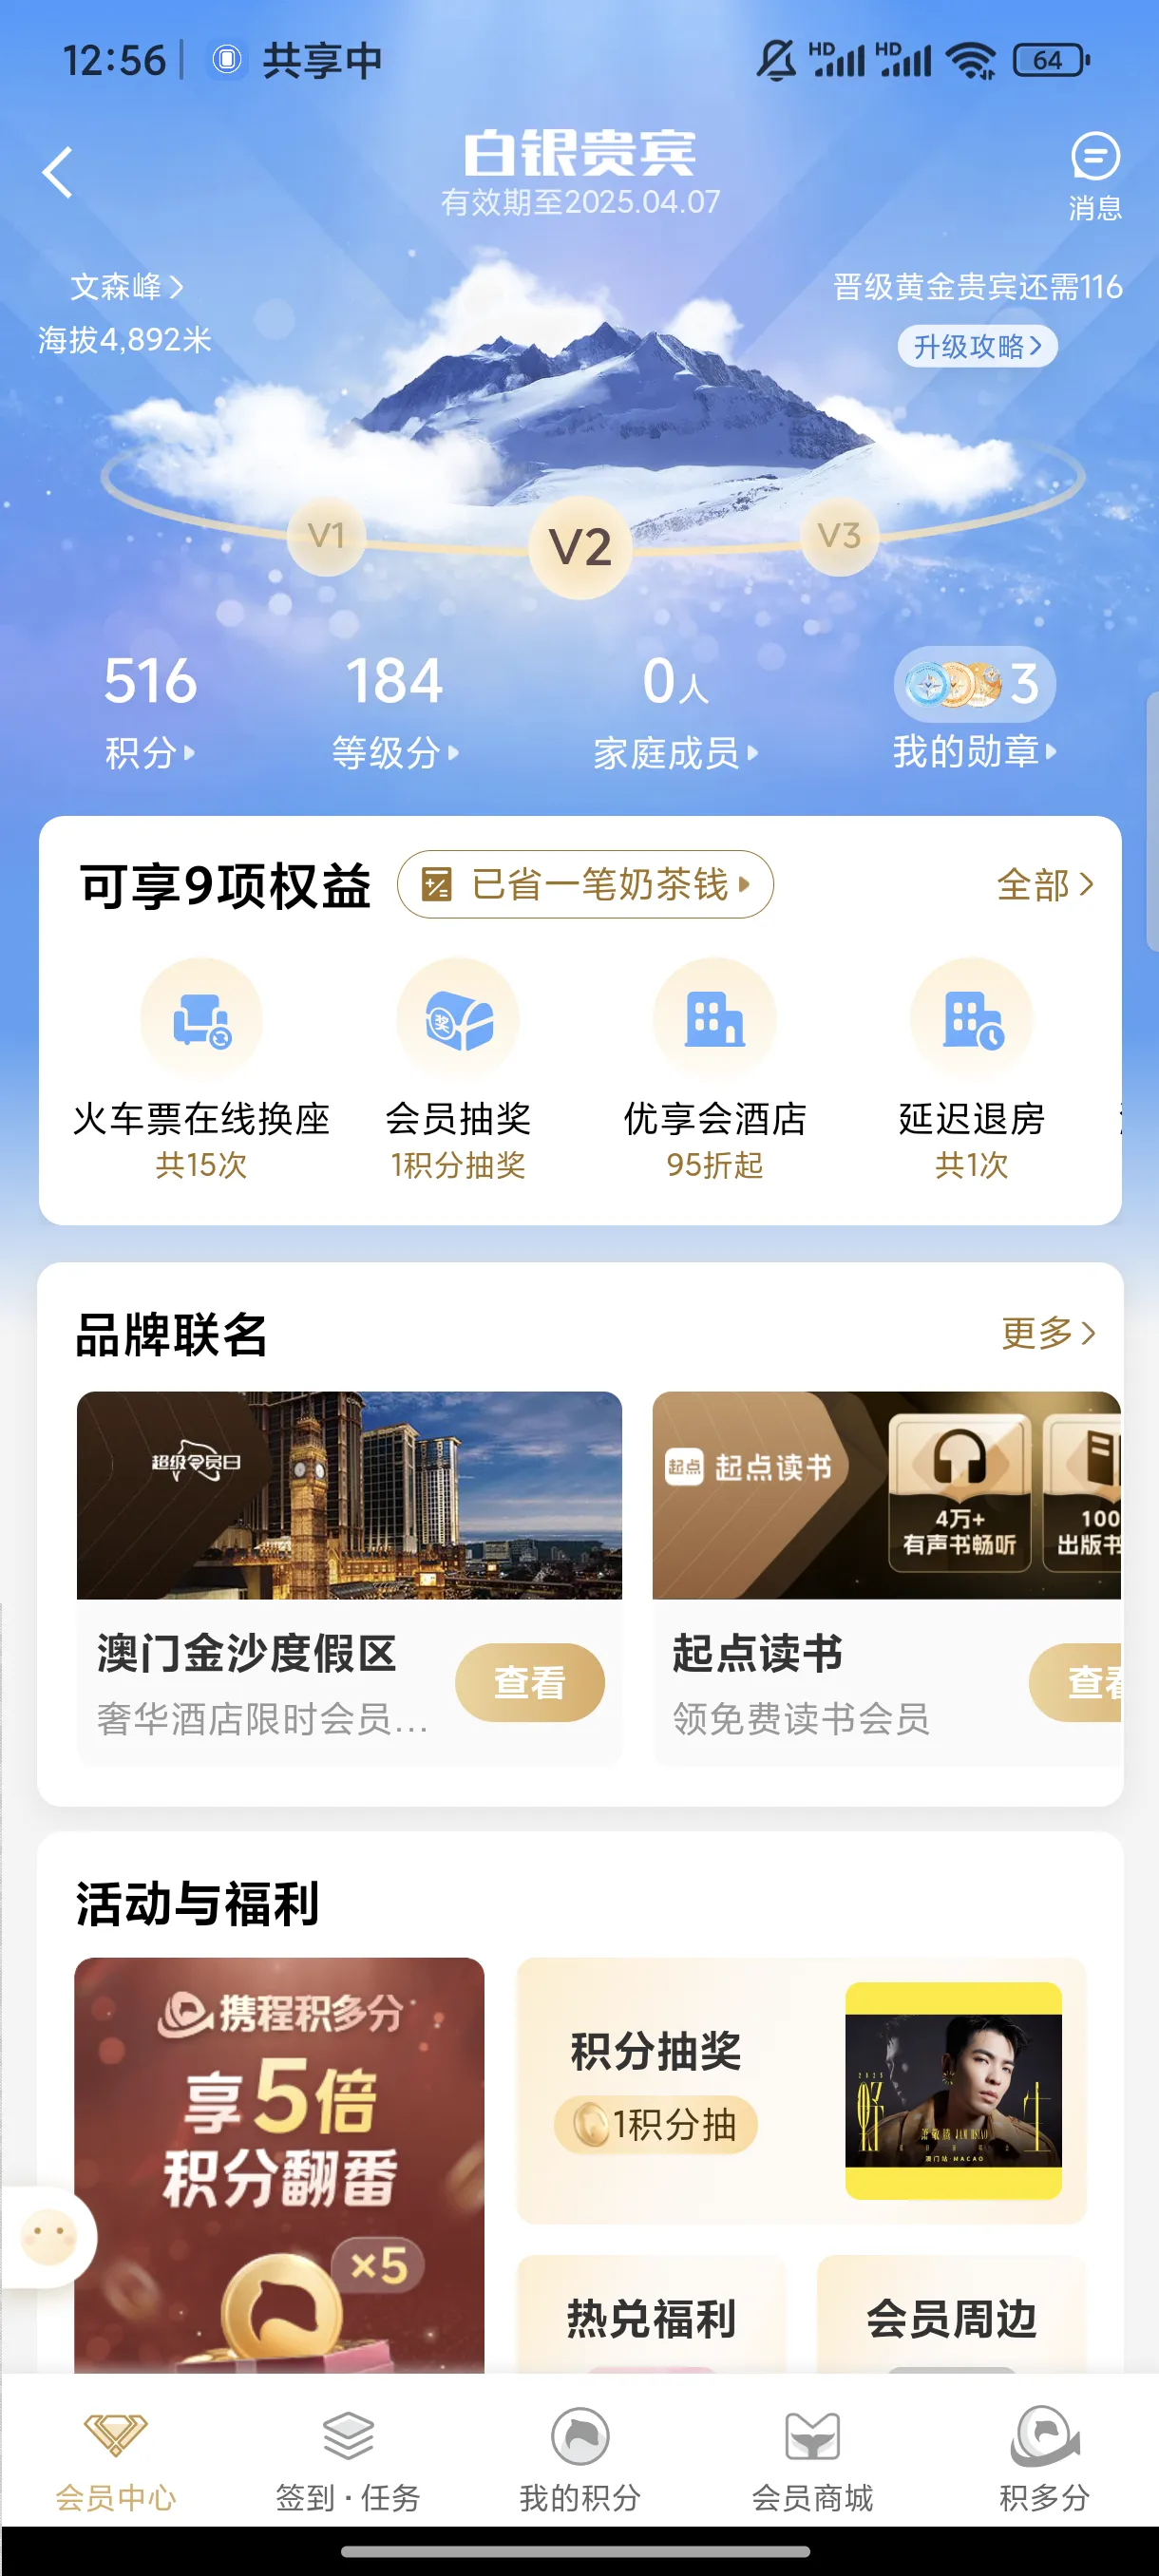 12:56
共享中
HD
HD
64
白银贵宾
有效期至2025.04.07
消息
文森峰
海拔4,892米
晋级黄金贵宾还需116
升级攻略
V1
V2
V3
516
积分
184
等级分
0人
家庭成员
3
我的勋章
可享9项权益
已省一笔奶茶钱
全部
火车票在线换座
共15次
奖
会员抽奖
1积分抽奖
优享会酒店
95折起
延迟退房
共1次
品牌联名
更多
超级会员日
起点
起点读书
4万+
有声书畅听
100
出版书
澳门金沙度假区
奢华酒店限时会员...
查看
起点读书
领免费读书会员
查看
活动与福利
携程积多分
享5倍
积分翻番
×5
积分抽奖
1积分抽
热兑福利
会员周边
会员中心
签到·任务
我的积分
会员商城
积多分